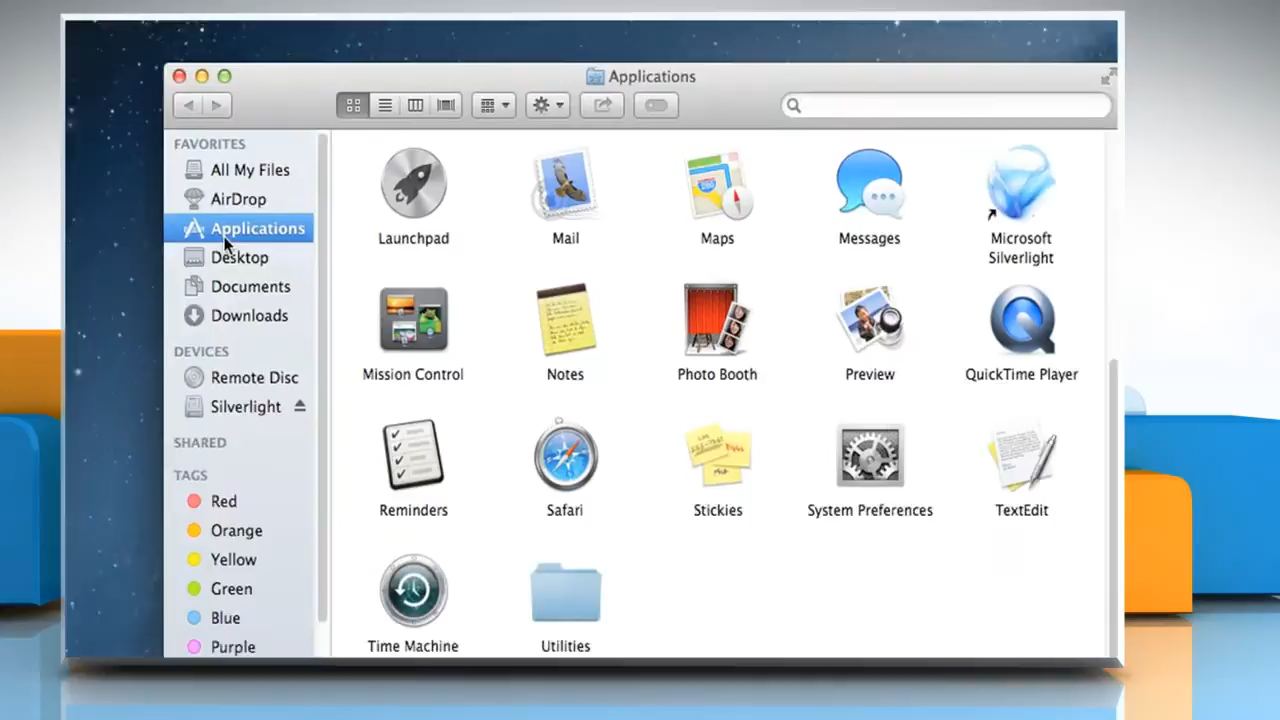 Applications
FAVORITES
All My Files
AirDrop
Applications
Desktop
Documents
Downloads
DEVICES
Remote Disc
Silverlight
SHARED
TAGS
Red
Orange
Yellow
Green
Blue
Purple
Launchpad
Mail
Maps
Messages
Microsoft
Silverlight
Mission Control
Notes
Photo Booth
Preview
QuickTime Player
Reminders
Safari
Stickies
System Preferences
TextEdit
Time Machine
Utilities